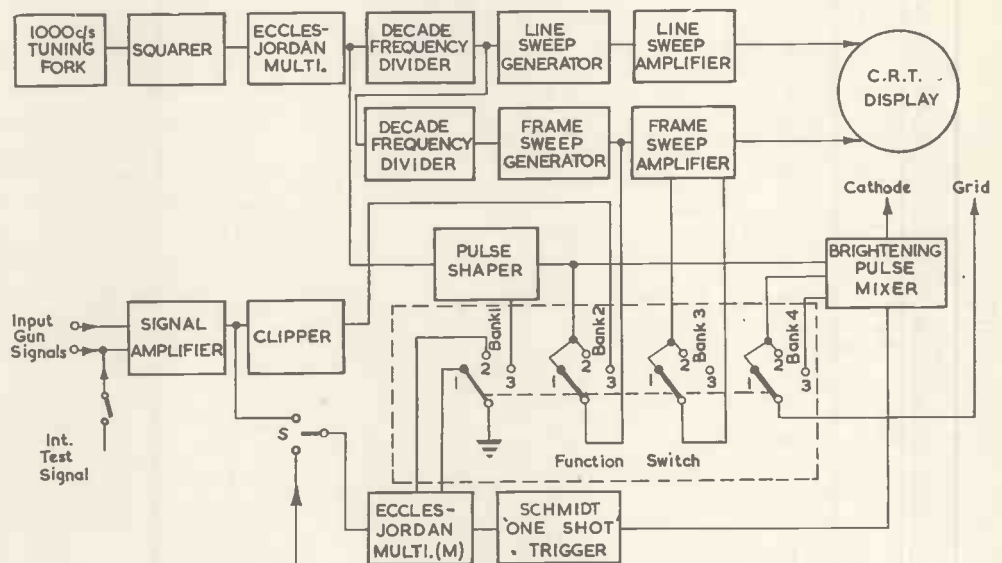 1000c/s
TUNING
FORK
SQUARER
ECCLES-
JORDAN
MULTI.
DECADE
FREQUENCY
DIVIDER
LINE
SWEEP
GENERATOR
LINE
SWEEP
AMPLIFIER
C.R.T.
DISPLAY
DECADE
FREQUENCY
DIVIDER
FRAME
SWEEP
GENERATOR
FRAME
SWEEP
AMPLIFIER
Cathode
Grid
PULSE
SHAPER
BRIGHTENING
PULSE
MIXER
Input
Gun
Signals
SIGNAL
AMPLIFIER
CLIPPER
Bank 1
1
2
3
Bank 2
1
2
3
Bank 3
1
2
3
Bank 4
1
2
3
Int.
Test
Signal
S
Function Switch
ECCLES-
JORDAN
MULTI.(M)
SCHMIDT
'ONE SHOT'
TRIGGER